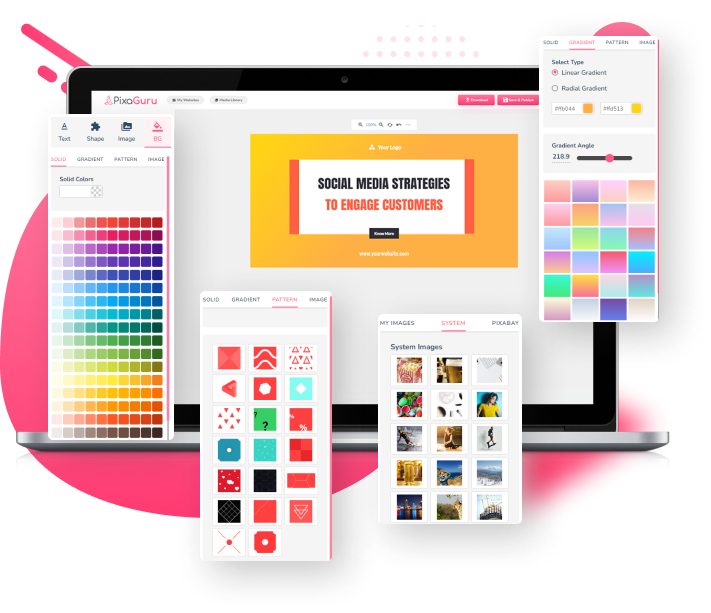 PixaGuru
My Websites
Media Library
Download
Save & Publish
Text
Shape
Image
BG
SOLID
GRADIENT
PATTERN
IMAGE
Solid Colors
100%
Your Logo
SOCIAL MEDIA STRATEGIES
TO ENGAGE CUSTOMERS
Know More
www.yourwebsite.com
SOLID
GRADIENT
PATTERN
IMAGE
Select Type
Linear Gradient
Radial Gradient
#ffb044
#ffd513
Gradient Angle
218.9
SOLID
GRADIENT
PATTERN
IMAGE
?
?
%
%
MY IMAGES
SYSTEM
PIXABAY
System Images